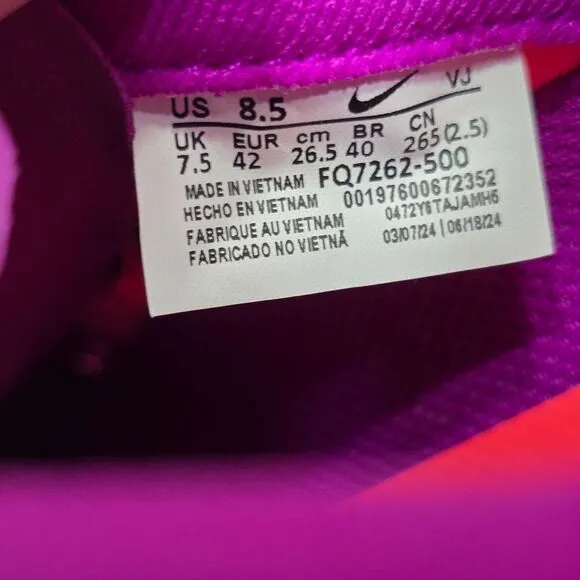 VJ
US 8.5
UK EUR cm BR CN
7.5 42 26.5 40 265(2.5)
MADE IN VIETNAM FQ7262-500
HECHO EN VIETNAM 00197600672352
FABRIQUE AU VIETNAM 0472Y6TAJAMH6
FABRICADO NO VIETNÃ 03/07/24 | 06/18/24